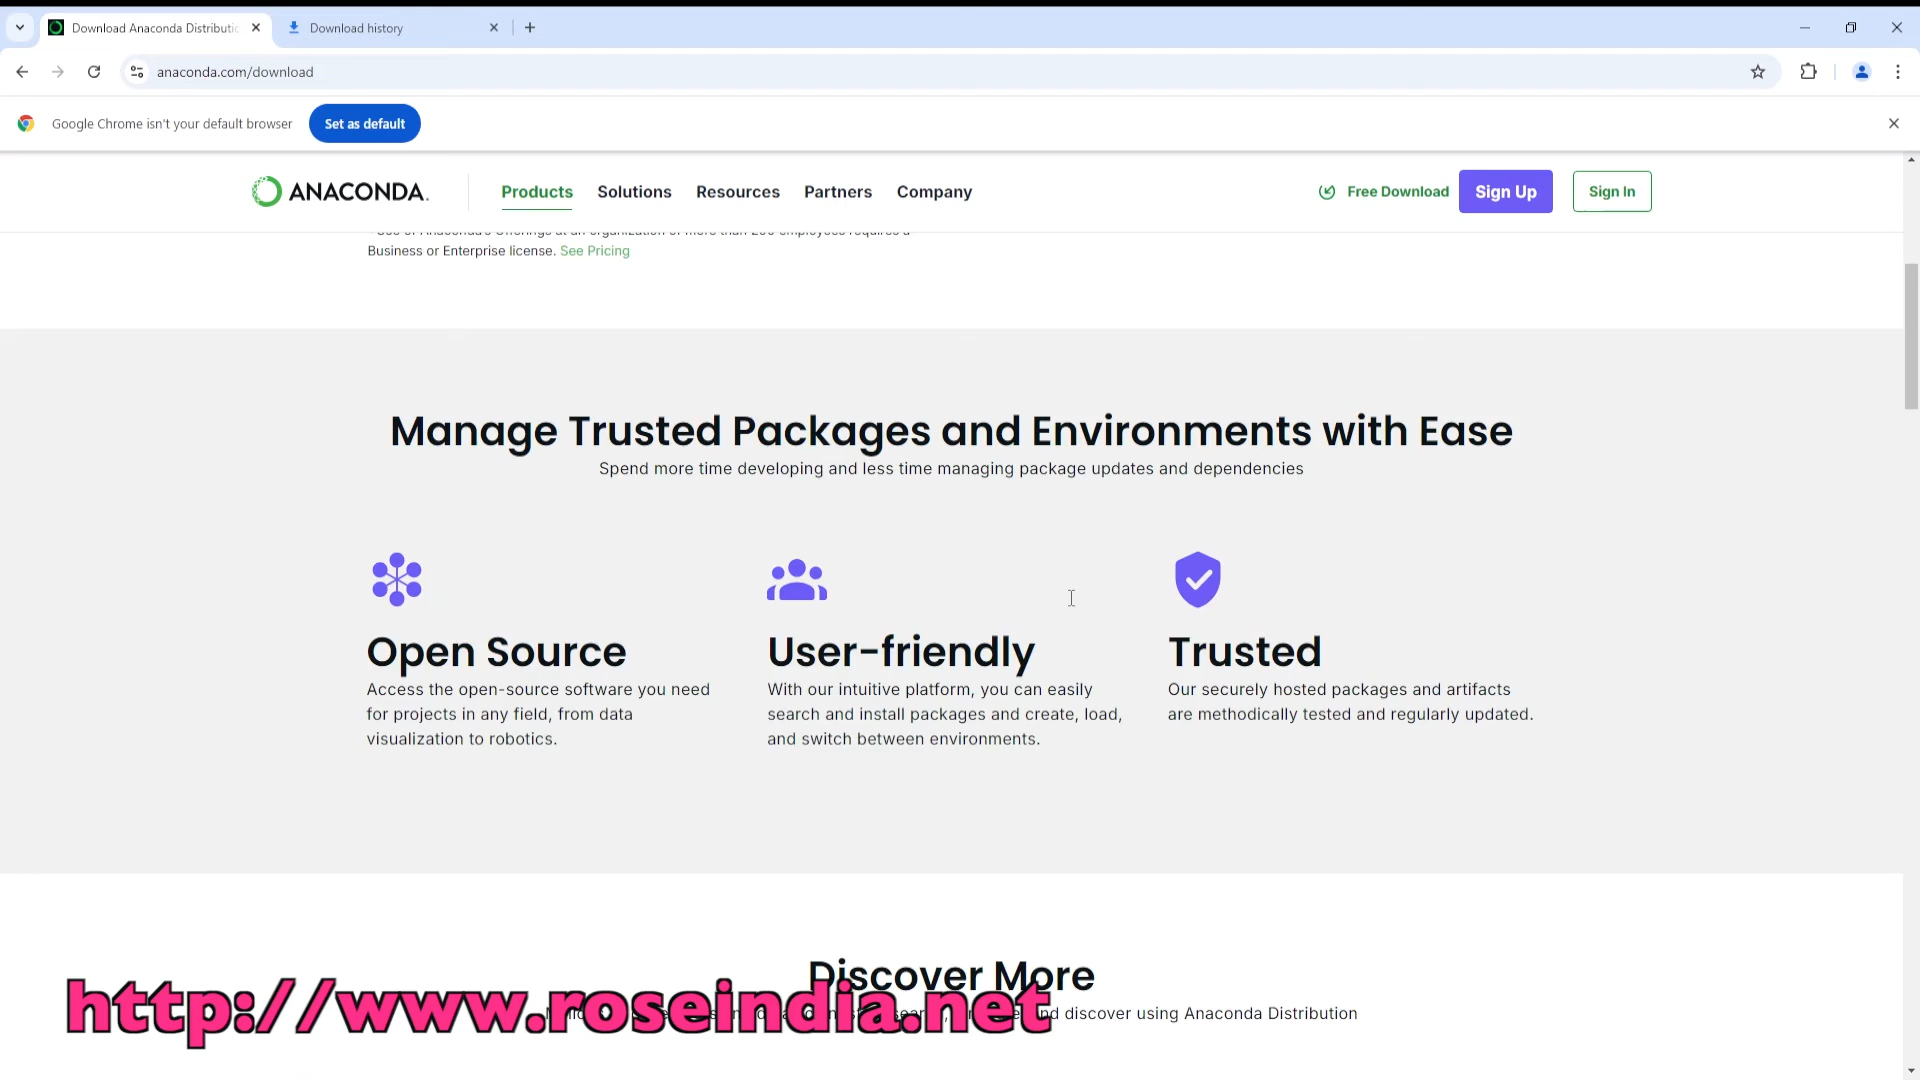 Download Anaconda Distributio
Download history
anaconda.com/download
Google Chrome isn't your default browser
Set as default
ANACONDA.
Products
Solutions
Resources
Partners
Company
Free Download
Sign Up
Sign In
Business or Enterprise license. See Pricing
Manage Trusted Packages and Environments with Ease
Spend more time developing and less time managing package updates and dependencies
Open Source
Access the open-source software you need
for projects in any field, from data
visualization to robotics.
User-friendly
With our intuitive platform, you can easily
search and install packages and create, load,
and switch between environments.
Trusted
Our securely hosted packages and artifacts
are methodically tested and regularly updated.
Discover More
discover using Anaconda Distribution
http://www.roseindia.net